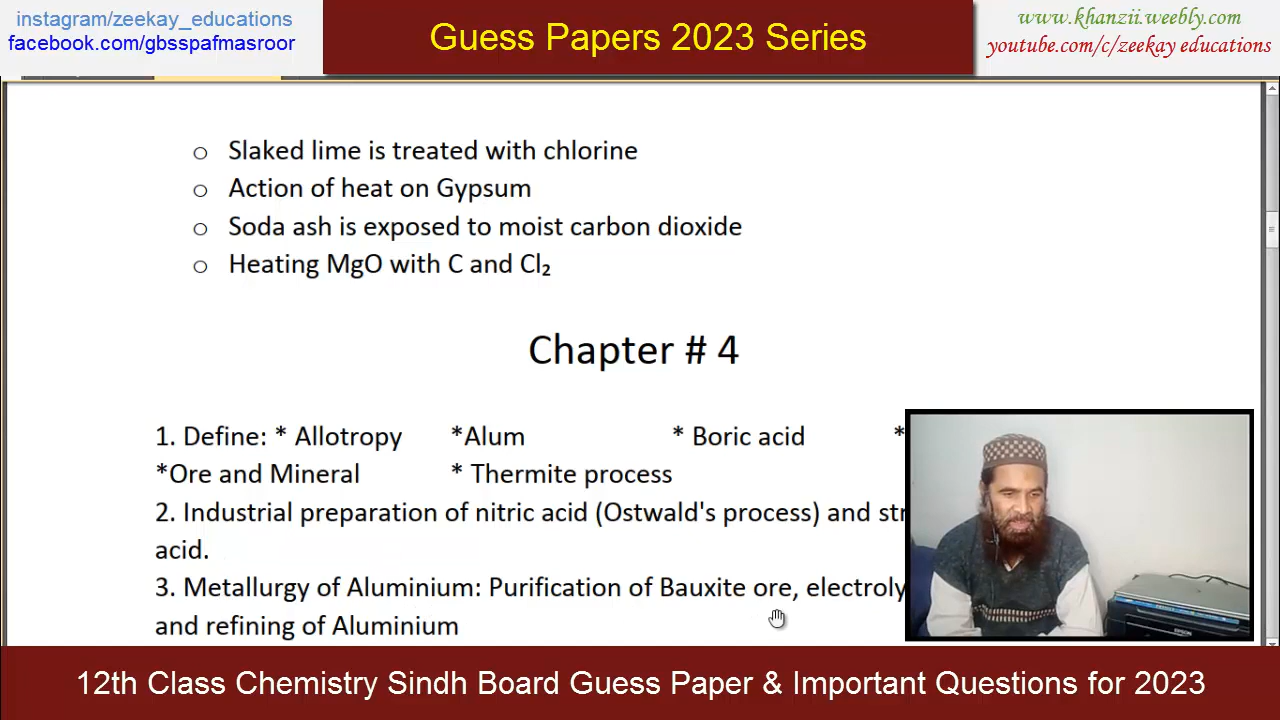 instagram/zeekay_educations
facebook.com/gbsspafmasroor
Guess Papers 2023 Series
www.khanzii.weebly.com
youtube.com/c/zeekay educations
o Slaked lime is treated with chlorine
o Action of heat on Gypsum
o Soda ash is exposed to moist carbon dioxide
o Heating MgO with C and Cl₂
Chapter # 4
1. Define: * Allotropy *Alum * Boric acid *
*Ore and Mineral * Thermite process
2. Industrial preparation of nitric acid (Ostwald's process) and
acid.
3. Metallurgy of Aluminium: Purification of Bauxite ore,
and refining of Aluminium
EPSON
12th Class Chemistry Sindh Board Guess Paper & Important Questions for 2023